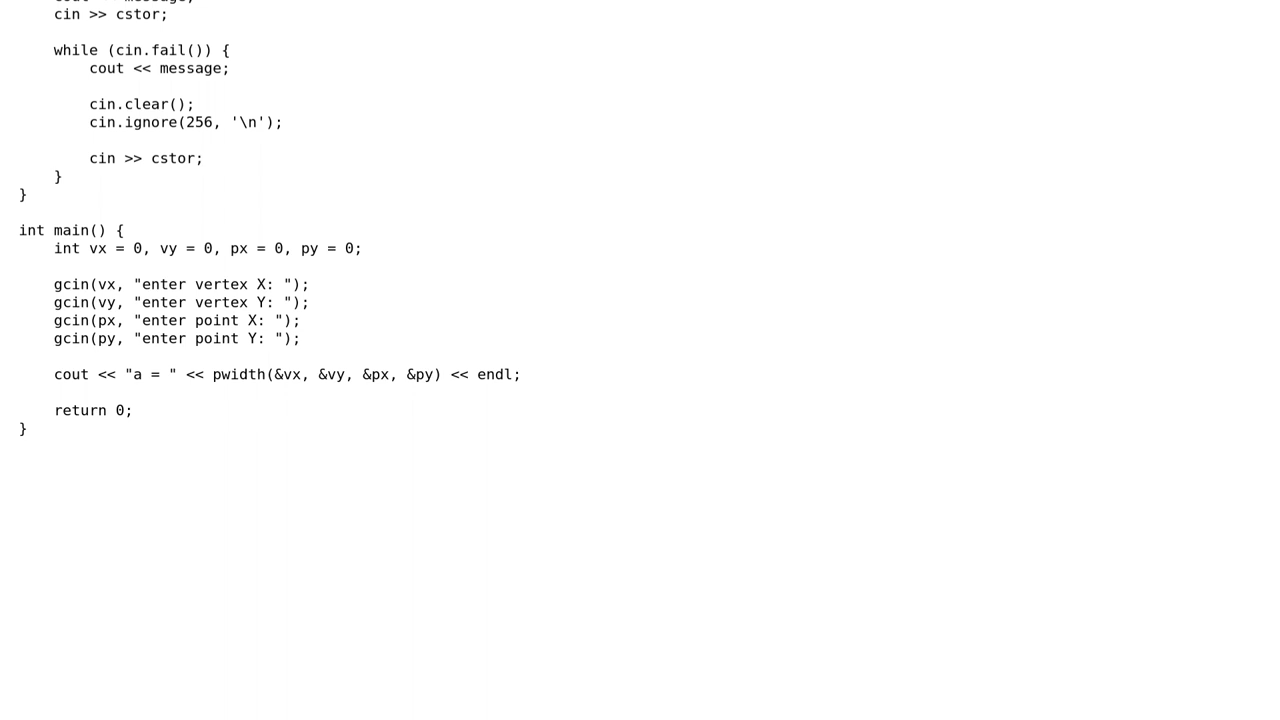 cin >> cstor;
while (cin.fail()) {
cout << message;
cin.clear();
cin.ignore(256, '\n');
cin >> cstor;
}
}
int main() {
int vx = 0, vy = 0, px = 0, py = 0;
gcin(vx, "enter vertex X: ");
gcin(vy, "enter vertex Y: ");
gcin(px, "enter point X: ");
gcin(py, "enter point Y: ");
cout << "a = " << pwidth(&vx, &vy, &px, &py) << endl;
return 0;
}